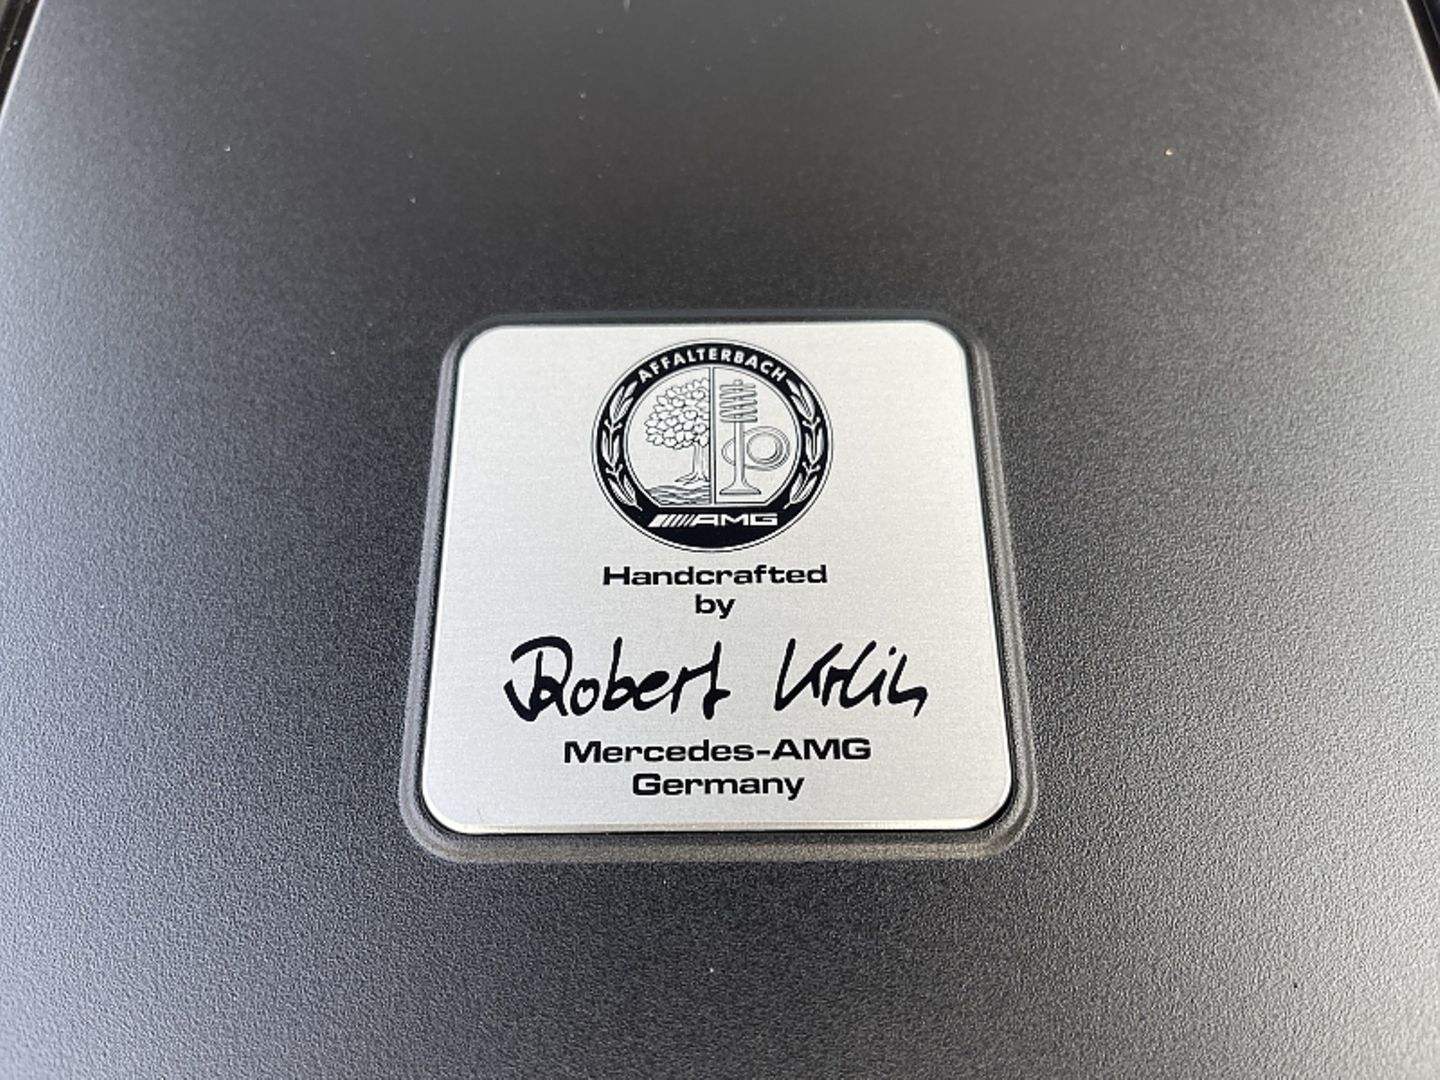 AFFALTERBACH
AMG
Handcrafted
by
Robert
Mercedes-AMG
Germany